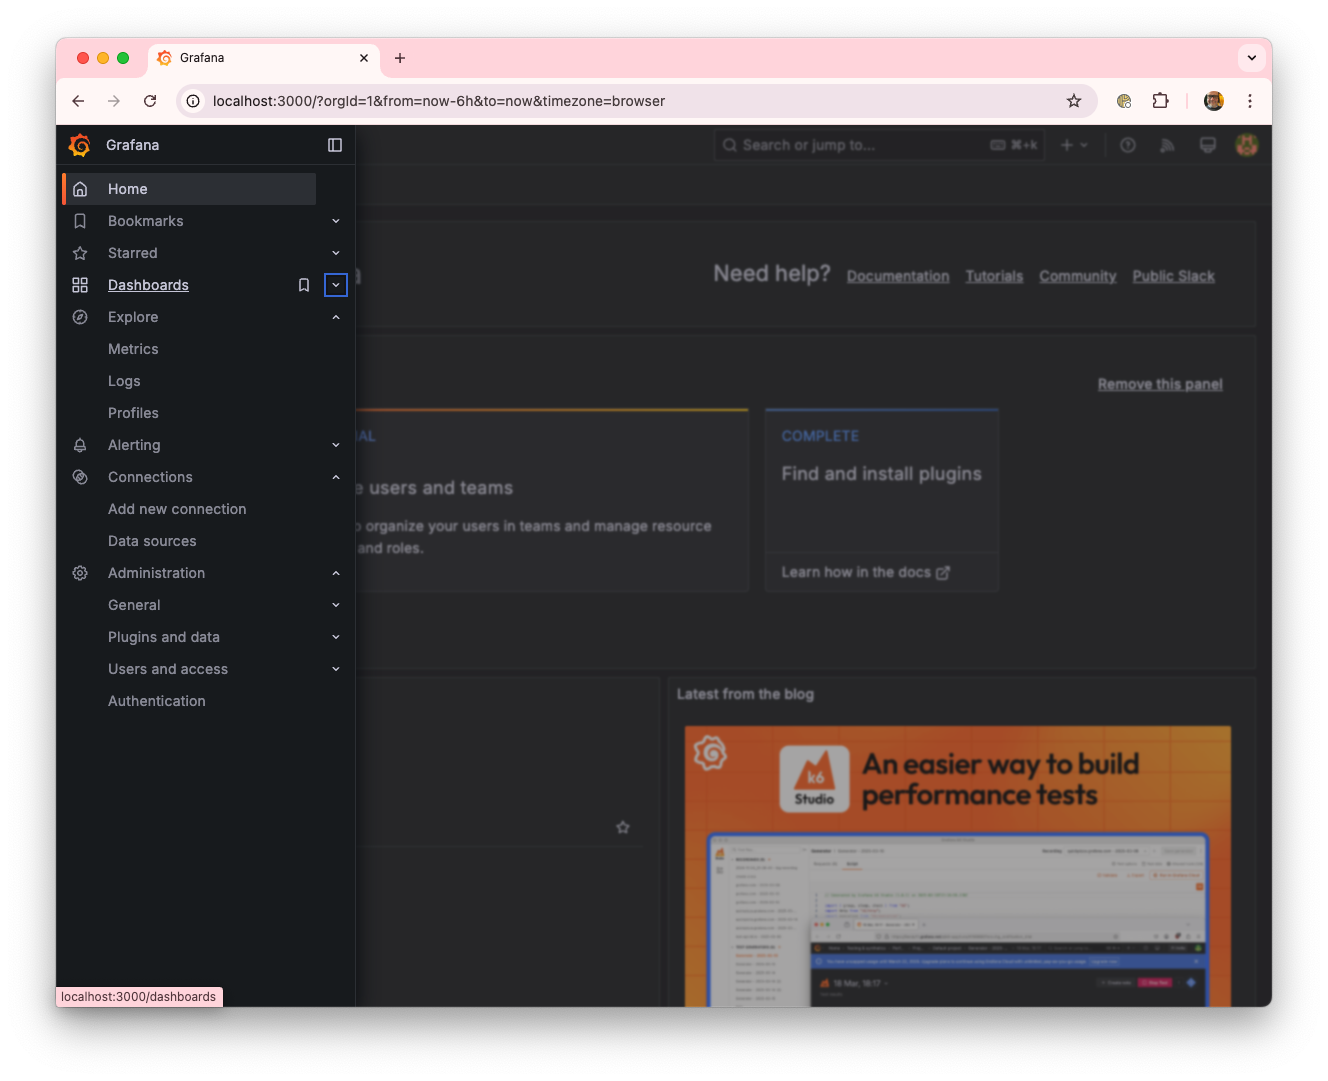 Grafana
localhost:3000/?orgId=1&from=now-6h&to=now&timezone=browser
Grafana
Search or jump to...
⌘+k
Home
Bookmarks
Starred
Dashboards
Explore
Metrics
Logs
Profiles
Alerting
Connections
Add new connection
Data sources
Administration
General
Plugins and data
Users and access
Authentication
Need help? Documentation Tutorials Community Public Slack
Remove this panel
COMPLETE
users and teams
Find and install plugins
organize your users in teams and manage resource
and roles.
Learn how in the docs
Latest from the blog
k6
Studio
An easier way to build
performance tests
18 Mar, 18:17
localhost:3000/dashboards